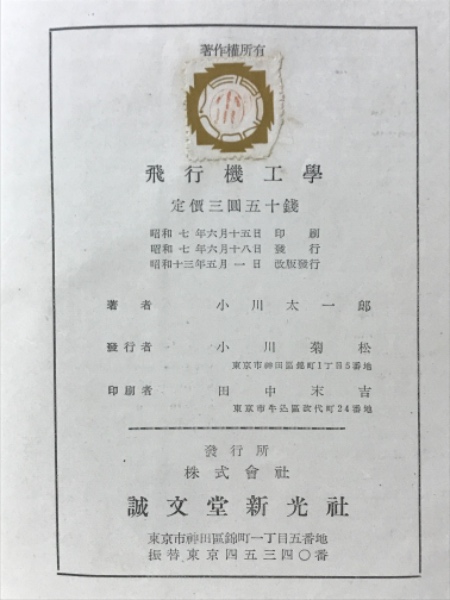 著作權所有
飛行機工學
定價三圓五十錢
昭和七年六月十五日印刷
昭和七年六月十八日發行
昭和十三年五月一日改版發行
著者 小川太一郎
發行者 小川菊松
東京市神田區錦町1丁目5番地
印刷者 田中末吉
東京市牛込區改代町24番地
發行所
株式會社
誠文堂新光社
東京市神田區錦町一丁目五番地
振替東京四五三四〇番